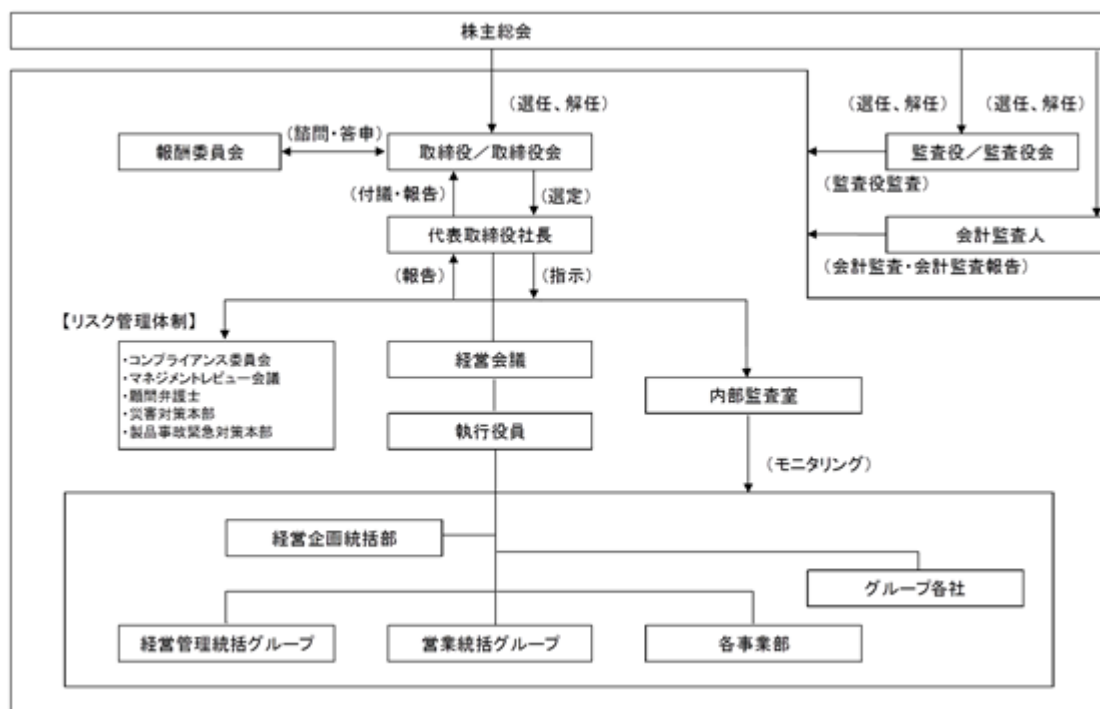 株主総会
(選任、解任)
(選任、解任)
(選任、解任)
報酬委員会
(諮問・答申)
取締役／取締役会
監査役／監査役会
(付議・報告)
(選定)
(監査役監査)
代表取締役社長
会計監査人
(報告)
(指示)
(会計監査・会計監査報告)
【リスク管理体制】
・コンプライアンス委員会
・マネジメントレビュー会議
・顧問弁護士
・災害対策本部
・製品事故緊急対策本部
経営会議
内部監査室
執行役員
(モニタリング)
経営企画統括部
グループ各社
経営管理統括グループ
営業統括グループ
各事業部